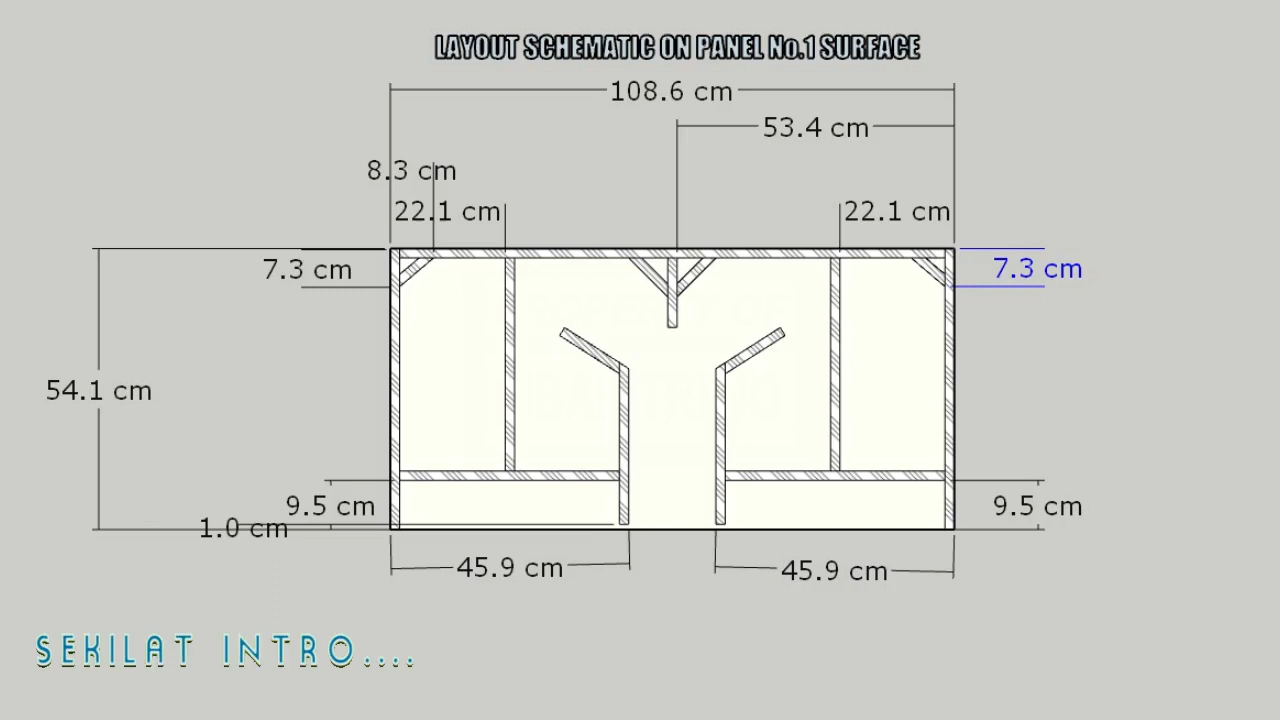 LAYOUT SCHEMATIC ON PANEL No.1 SURFACE
108.6 cm
53.4 cm
8.3 cm
22.1 cm
22.1 cm
7.3 cm
7.3 cm
54.1 cm
9.5 cm
9.5 cm
1.0 cm
45.9 cm
45.9 cm
SEKILAT INTRO....